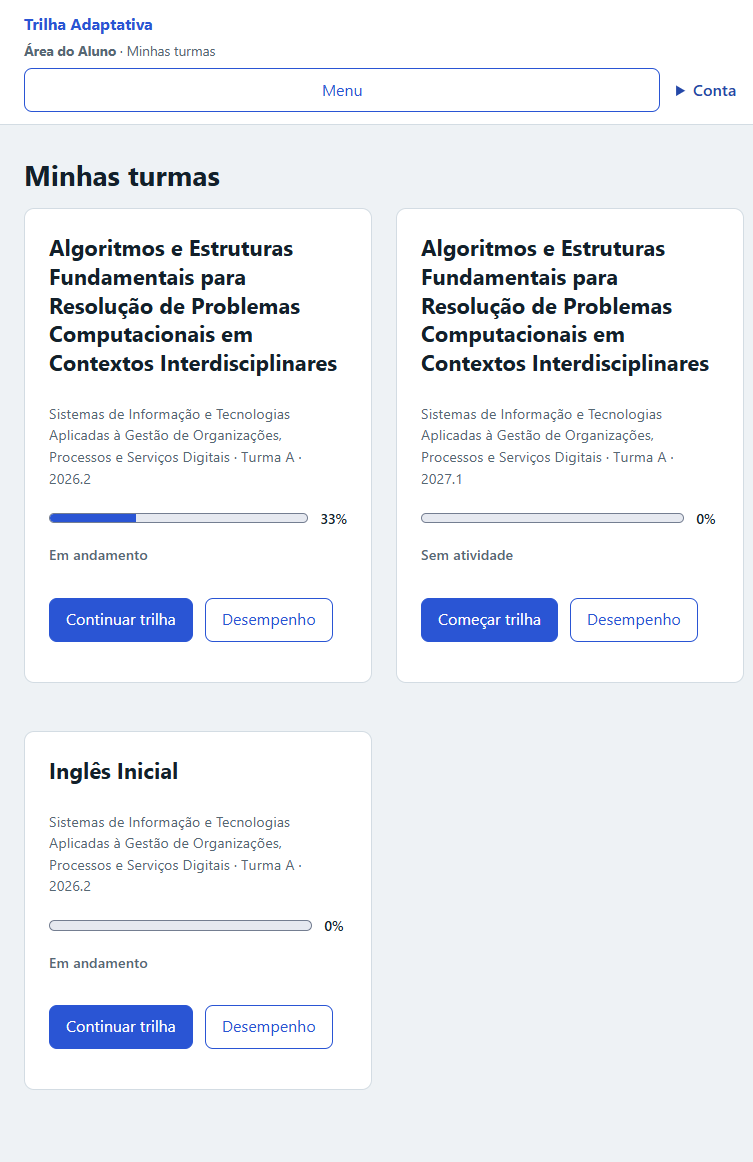 Trilha Adaptativa
Área do Aluno · Minhas turmas
Menu
Conta
Minhas turmas
Algoritmos e Estruturas
Fundamentais para
Resolução de Problemas
Computacionais em
Contextos Interdisciplinares
Sistemas de Informação e Tecnologias
Aplicadas à Gestão de Organizações,
Processos e Serviços Digitais · Turma A ·
2026.2
33%
Em andamento
Continuar trilha
Desempenho
Algoritmos e Estruturas
Fundamentais para
Resolução de Problemas
Computacionais em
Contextos Interdisciplinares
Sistemas de Informação e Tecnologias
Aplicadas à Gestão de Organizações,
Processos e Serviços Digitais · Turma A ·
2027.1
0%
Sem atividade
Começar trilha
Desempenho
Inglês Inicial
Sistemas de Informação e Tecnologias
Aplicadas à Gestão de Organizações,
Processos e Serviços Digitais · Turma A ·
2026.2
0%
Em andamento
Continuar trilha
Desempenho